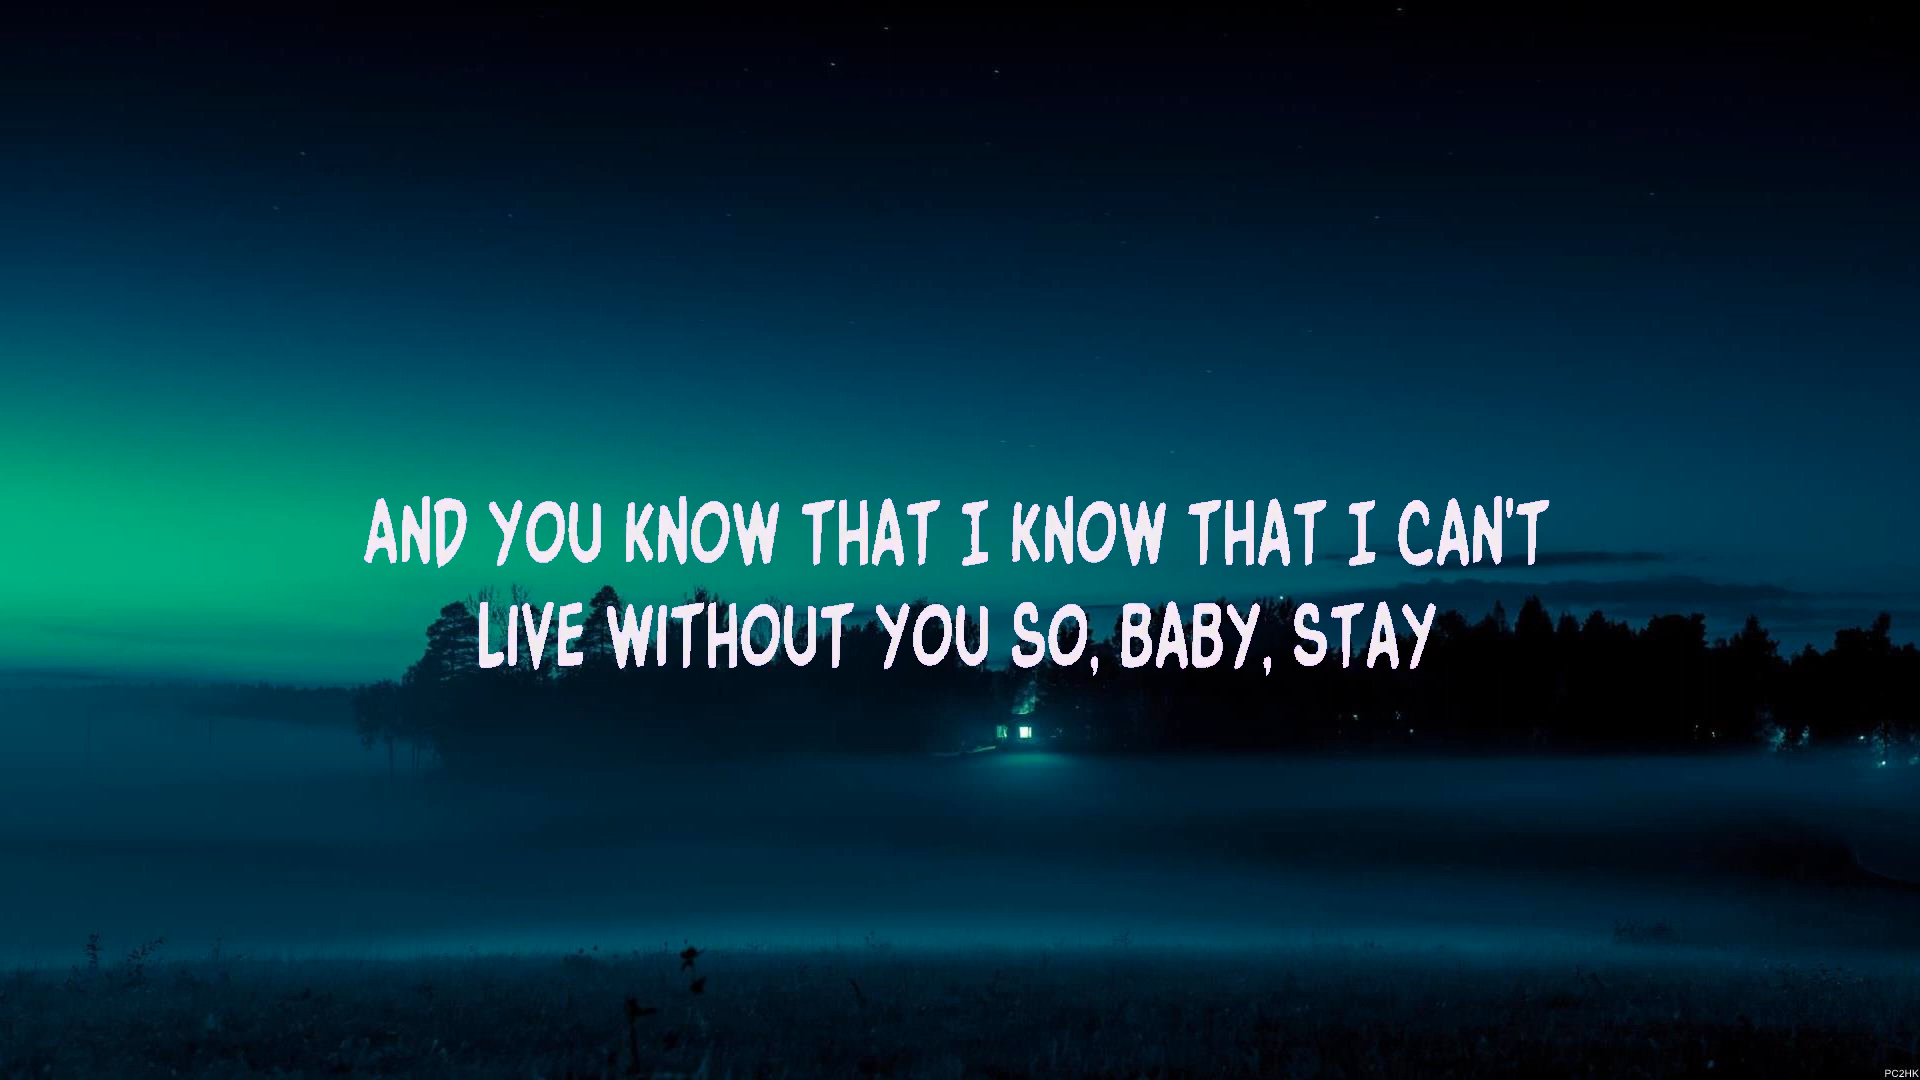 AND YOU KNOW THAT I KNOW THAT I CAN'T
LIVE WITHOUT YOU SO, BABY, STAY
PC2HK